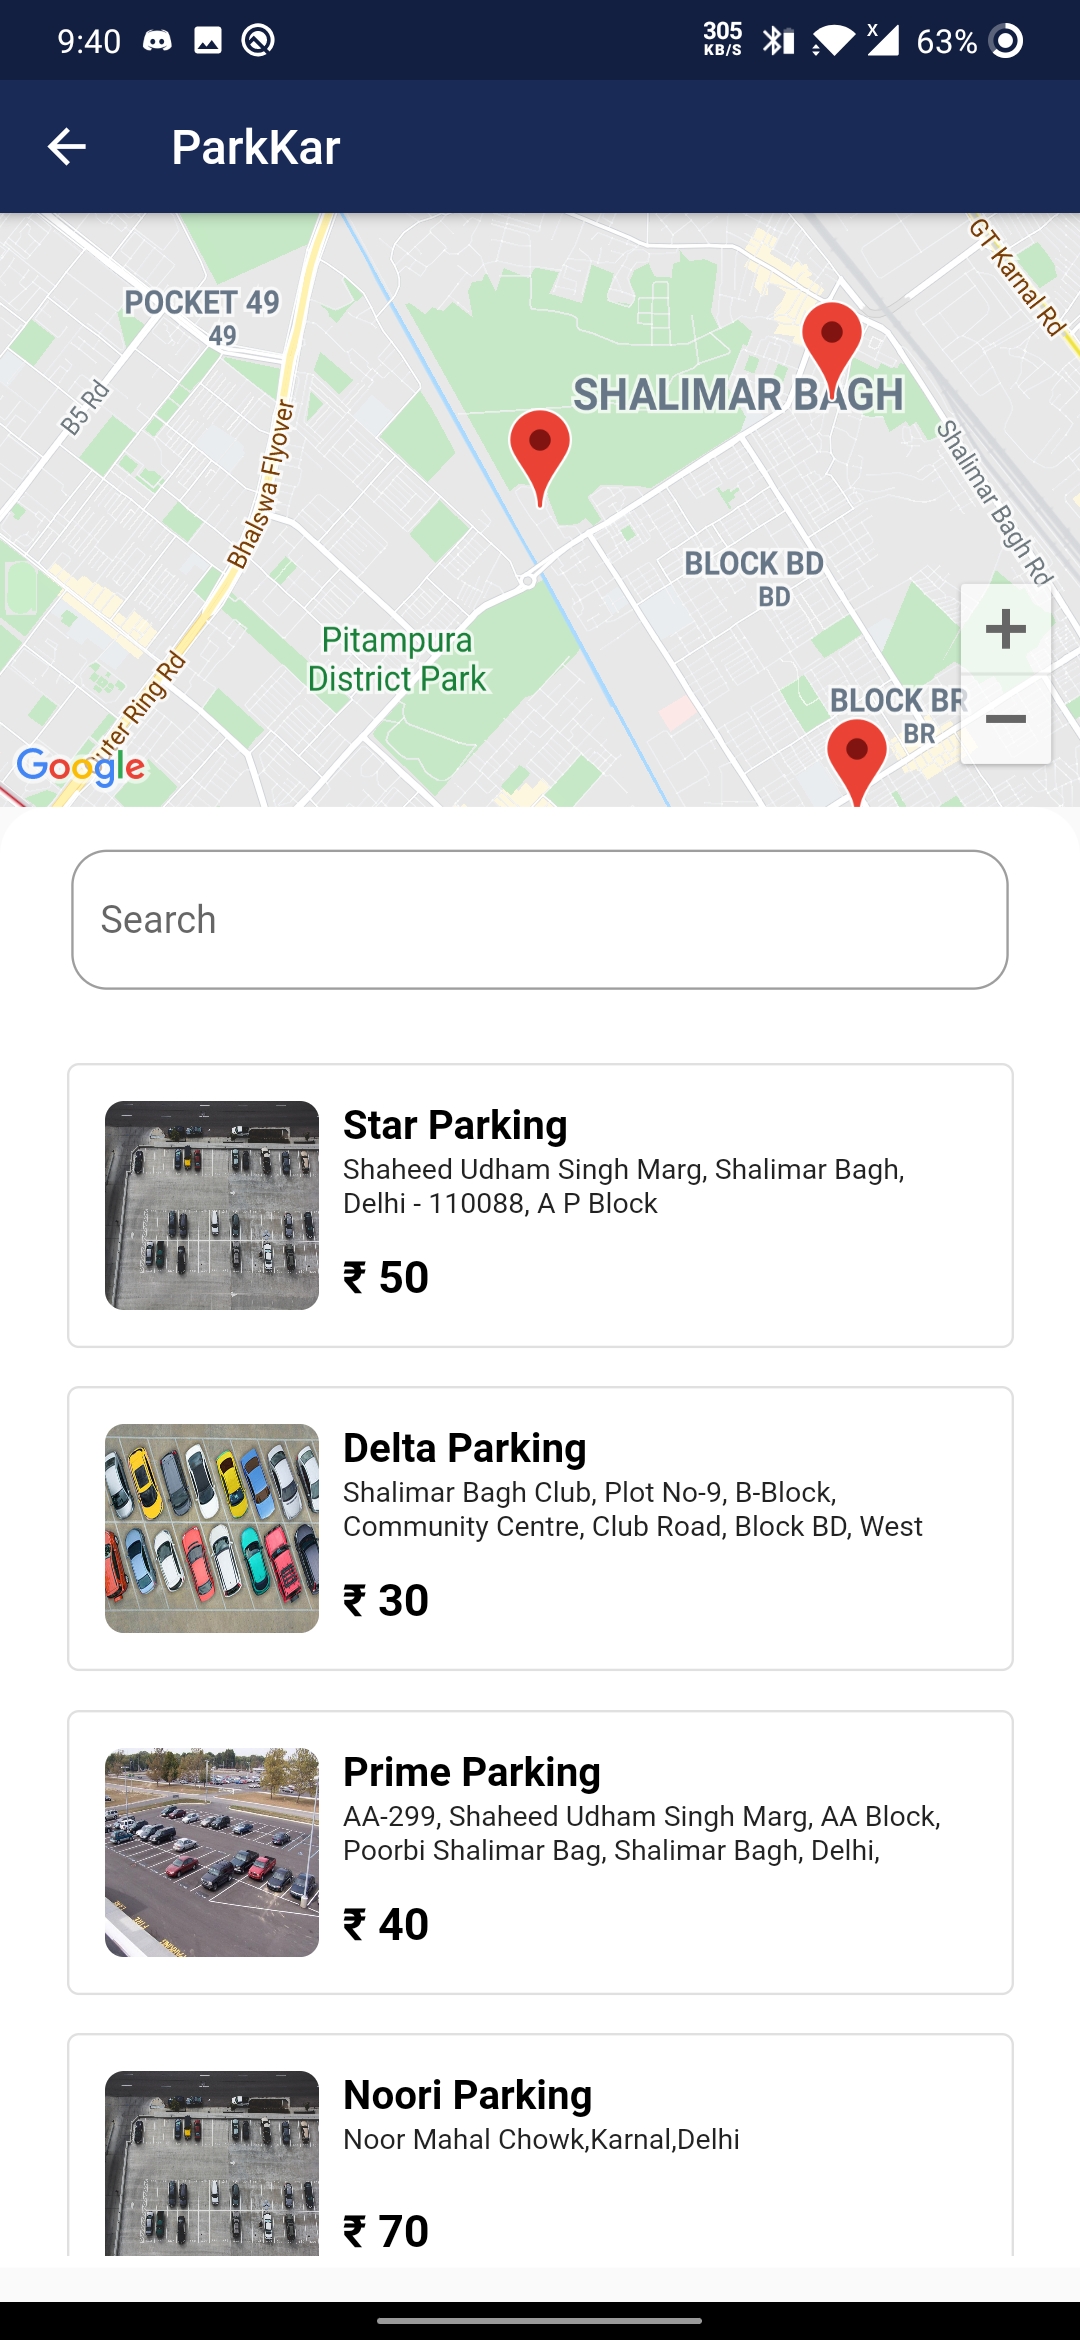 9:40
305
KB/S
X
63%
ParkKar
GT Karnal Rd
POCKET 49
49
B5 Rd
SHALIMAR BAGH
Bhalswa Flyover
Shalimar Bagh Rd
BLOCK BD
BD
Pitampura
District Park
Outer Ring Rd
BLOCK BR
BR
Google
Search
Star Parking
Shaheed Udham Singh Marg, Shalimar Bagh,
Delhi - 110088, A P Block
₹ 50
Delta Parking
Shalimar Bagh Club, Plot No-9, B-Block,
Community Centre, Club Road, Block BD, West
₹ 30
Prime Parking
AA-299, Shaheed Udham Singh Marg, AA Block,
Poorbi Shalimar Bag, Shalimar Bagh, Delhi,
₹ 40
Noori Parking
Noor Mahal Chowk,Karnal,Delhi
₹ 70